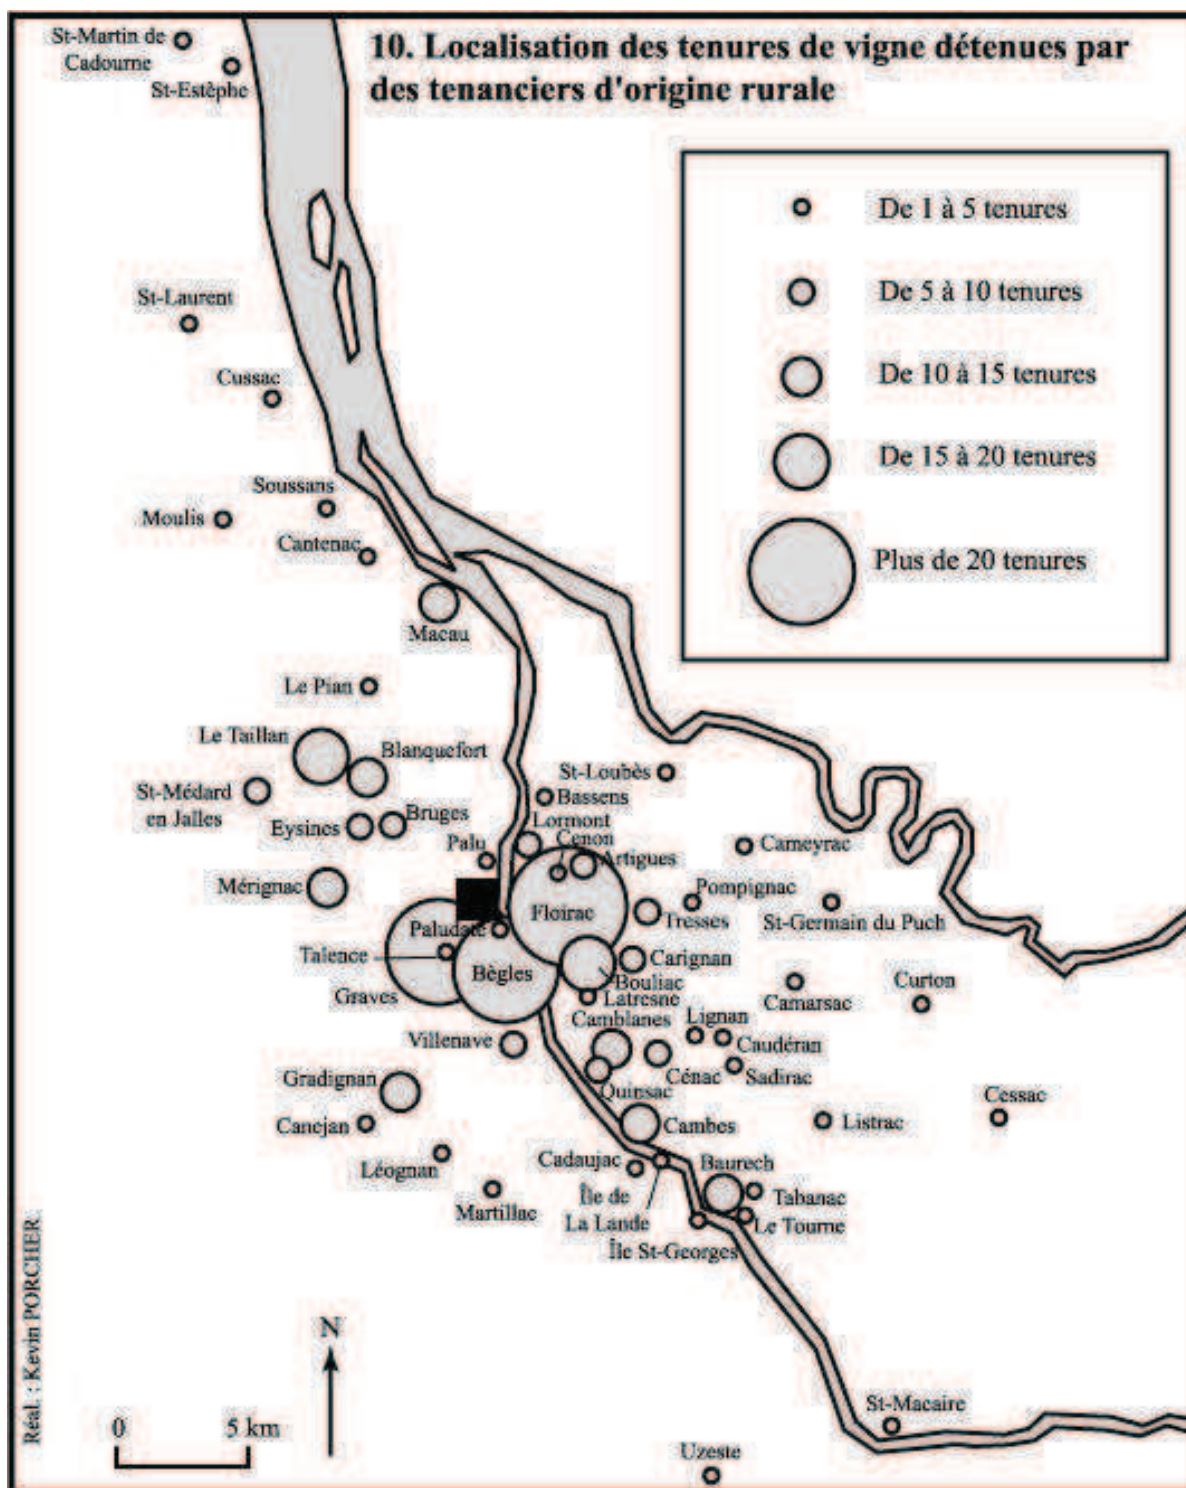 10. Localisation des tenures de vigne détenues par
des tenanciers d'origine rurale
De 1 à 5 tenures
De 5 à 10 tenures
De 10 à 15 tenures
De 15 à 20 tenures
Plus de 20 tenures
St-Martin de
Cadourne
St-Estèphe
St-Laurent
Cussac
Soussans
Moulis
Cantenac
Macau
Le Pian
Le Taillan
Blanquefort
St-Médard
en Jalles
Eysines
Bruges
St-Loubès
Bassens
Lormont
Cenon
Artigues
Palu
Cameyrac
Mérignac
Pompignac
Floirac
Tresses
St-Germain du Puch
Paludate
Talence
Bègles
Carignan
Bouliac
Graves
Latresne
Camarsac
Curton
Camblanes
Lignan
Villenave
Caudéran
Cénac
Sadirac
Gradignan
Quinsac
Cessac
Canejan
Cambes
Listrac
Léognan
Cadaujac
Baurech
Martillac
Île de
La Lande
Tabanac
Le Tourne
Île St-Georges
N
0
5 km
St-Macaire
Uzeste
Réal. : Kevin PORCHER